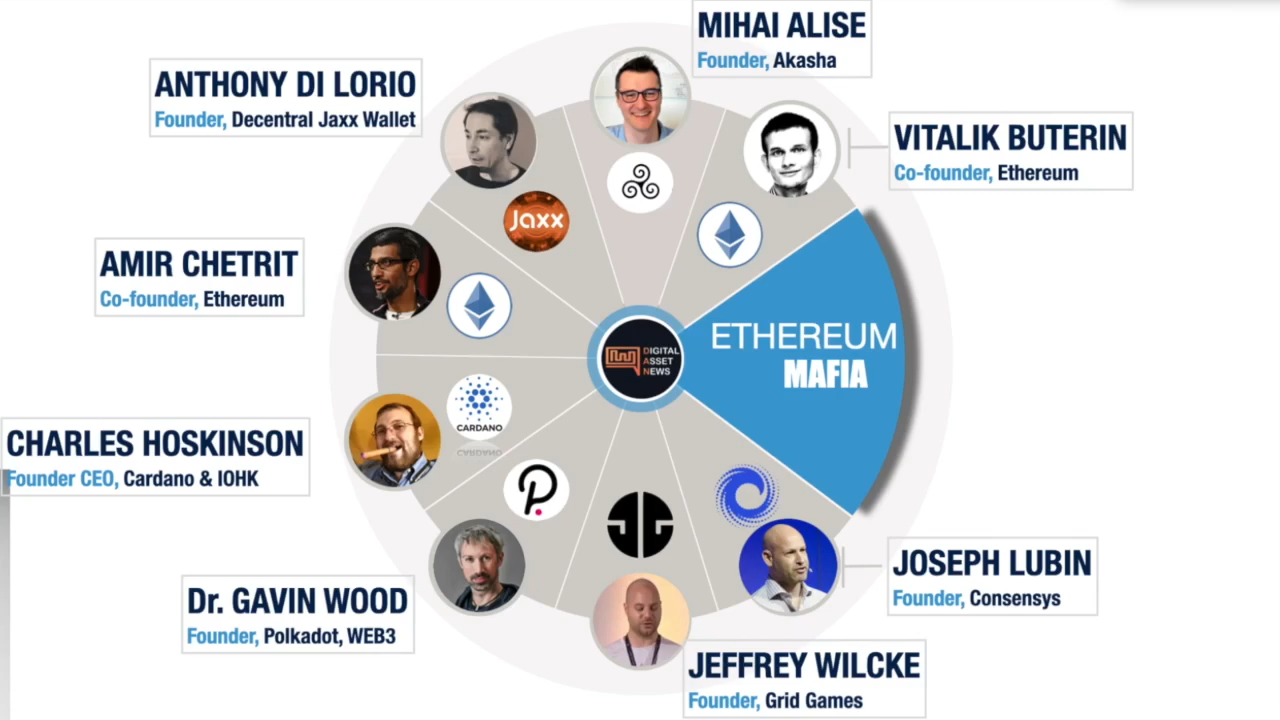 MIHAI ALISE
Founder, Akasha
ANTHONY DI LORIO
Founder, Decentral Jaxx Wallet
VITALIK BUTERIN
Co-founder, Ethereum
Jaxx
AMIR CHETRIT
Co-founder, Ethereum
ETHEREUM
MAFIA
DIGITAL
ASSET
NEWS
CARDANO
CHARLES HOSKINSON
Founder CEO, Cardano & IOHK
JOSEPH LUBIN
Founder, Consensys
Dr. GAVIN WOOD
Founder, Polkadot, WEB3
JEFFREY WILCKE
Founder, Grid Games